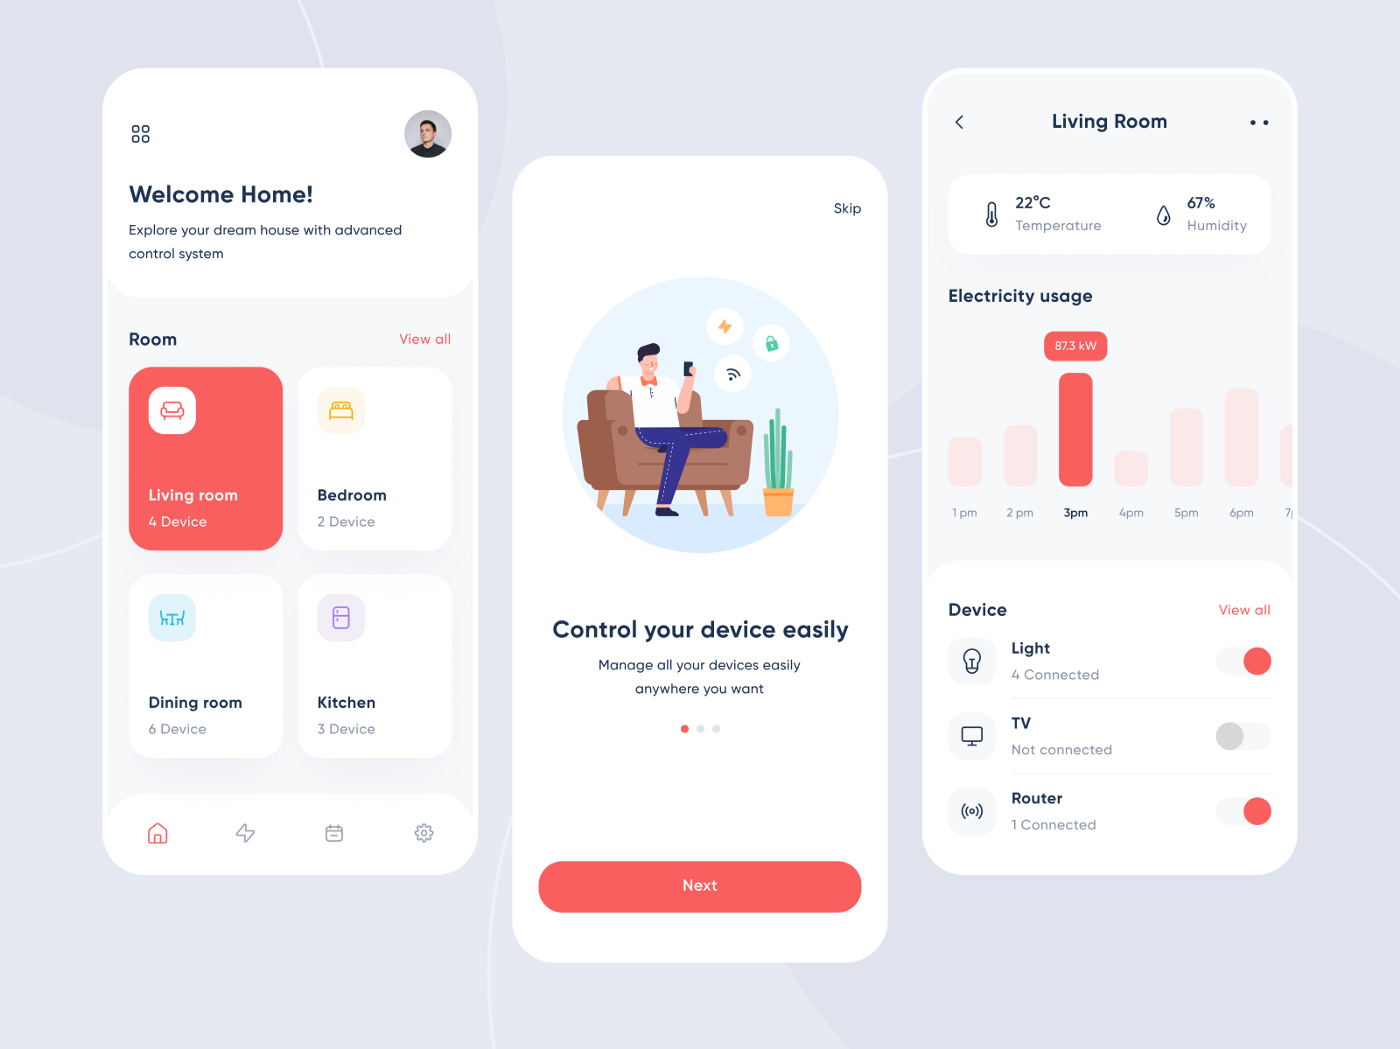 Welcome Home!
Explore your dream house with advanced
control system
Room
View all
Living room
4 Device
Bedroom
2 Device
Dining room
6 Device
Kitchen
3 Device
Skip
Control your device easily
Manage all your devices easily
anywhere you want
Next
Living Room
22°C
Temperature
67%
Humidity
Electricity usage
87.3 kW
1 pm
2 pm
3pm
4pm
5pm
6pm
Device
View all
Light
4 Connected
TV
Not connected
Router
1 Connected